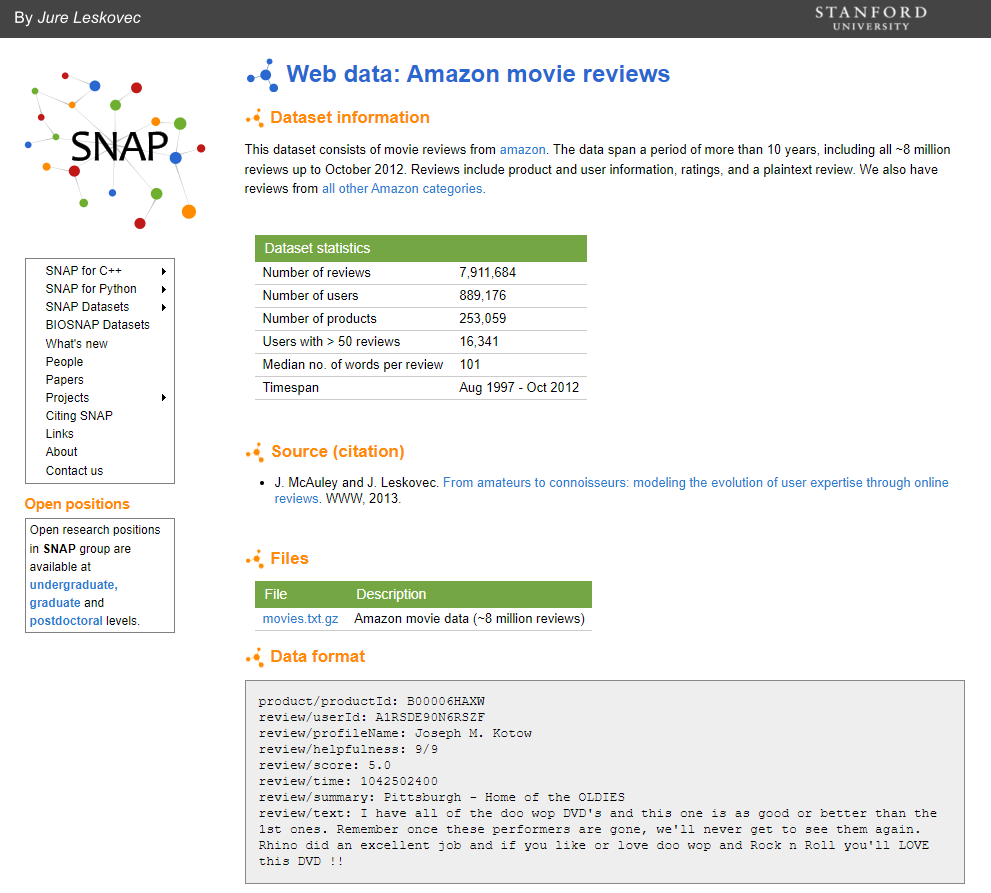 By Jure Leskovec
STANFORD
UNIVERSITY
SNAP
SNAP for C++
SNAP for Python
SNAP Datasets
BIOSNAP Datasets
What's new
People
Papers
Projects
Citing SNAP
Links
About
Contact us
Open positions
Open research positions
in SNAP group are
available at
undergraduate,
graduate and
postdoctoral levels.
Web data: Amazon movie reviews
Dataset information
This dataset consists of movie reviews from amazon. The data span a period of more than 10 years, including all ~8 million
reviews up to October 2012. Reviews include product and user information, ratings, and a plaintext review. We also have
reviews from all other Amazon categories.
Dataset statistics
Number of reviews 7,911,684
Number of users 889,176
Number of products 253,059
Users with > 50 reviews 16,341
Median no. of words per review 101
Timespan Aug 1997 - Oct 2012
Source (citation)
• J. McAuley and J. Leskovec. From amateurs to connoisseurs: modeling the evolution of user expertise through online
reviews. WWW, 2013.
Files
File Description
movies.txt.gz Amazon movie data (~8 million reviews)
Data format
product/productId: B00006HAXW
review/userId: A1RSDE90N6RSZF
review/profileName: Joseph M. Kotow
review/helpfulness: 9/9
review/score: 5.0
review/time: 1042502400
review/summary: Pittsburgh - Home of the OLDIES
review/text: I have all of the doo wop DVD's and this one is as good or better than the
1st ones. Remember once these performers are gone, we'll never get to see them again.
Rhino did an excellent job and if you like or love doo wop and Rock n Roll you'll LOVE
this DVD !!